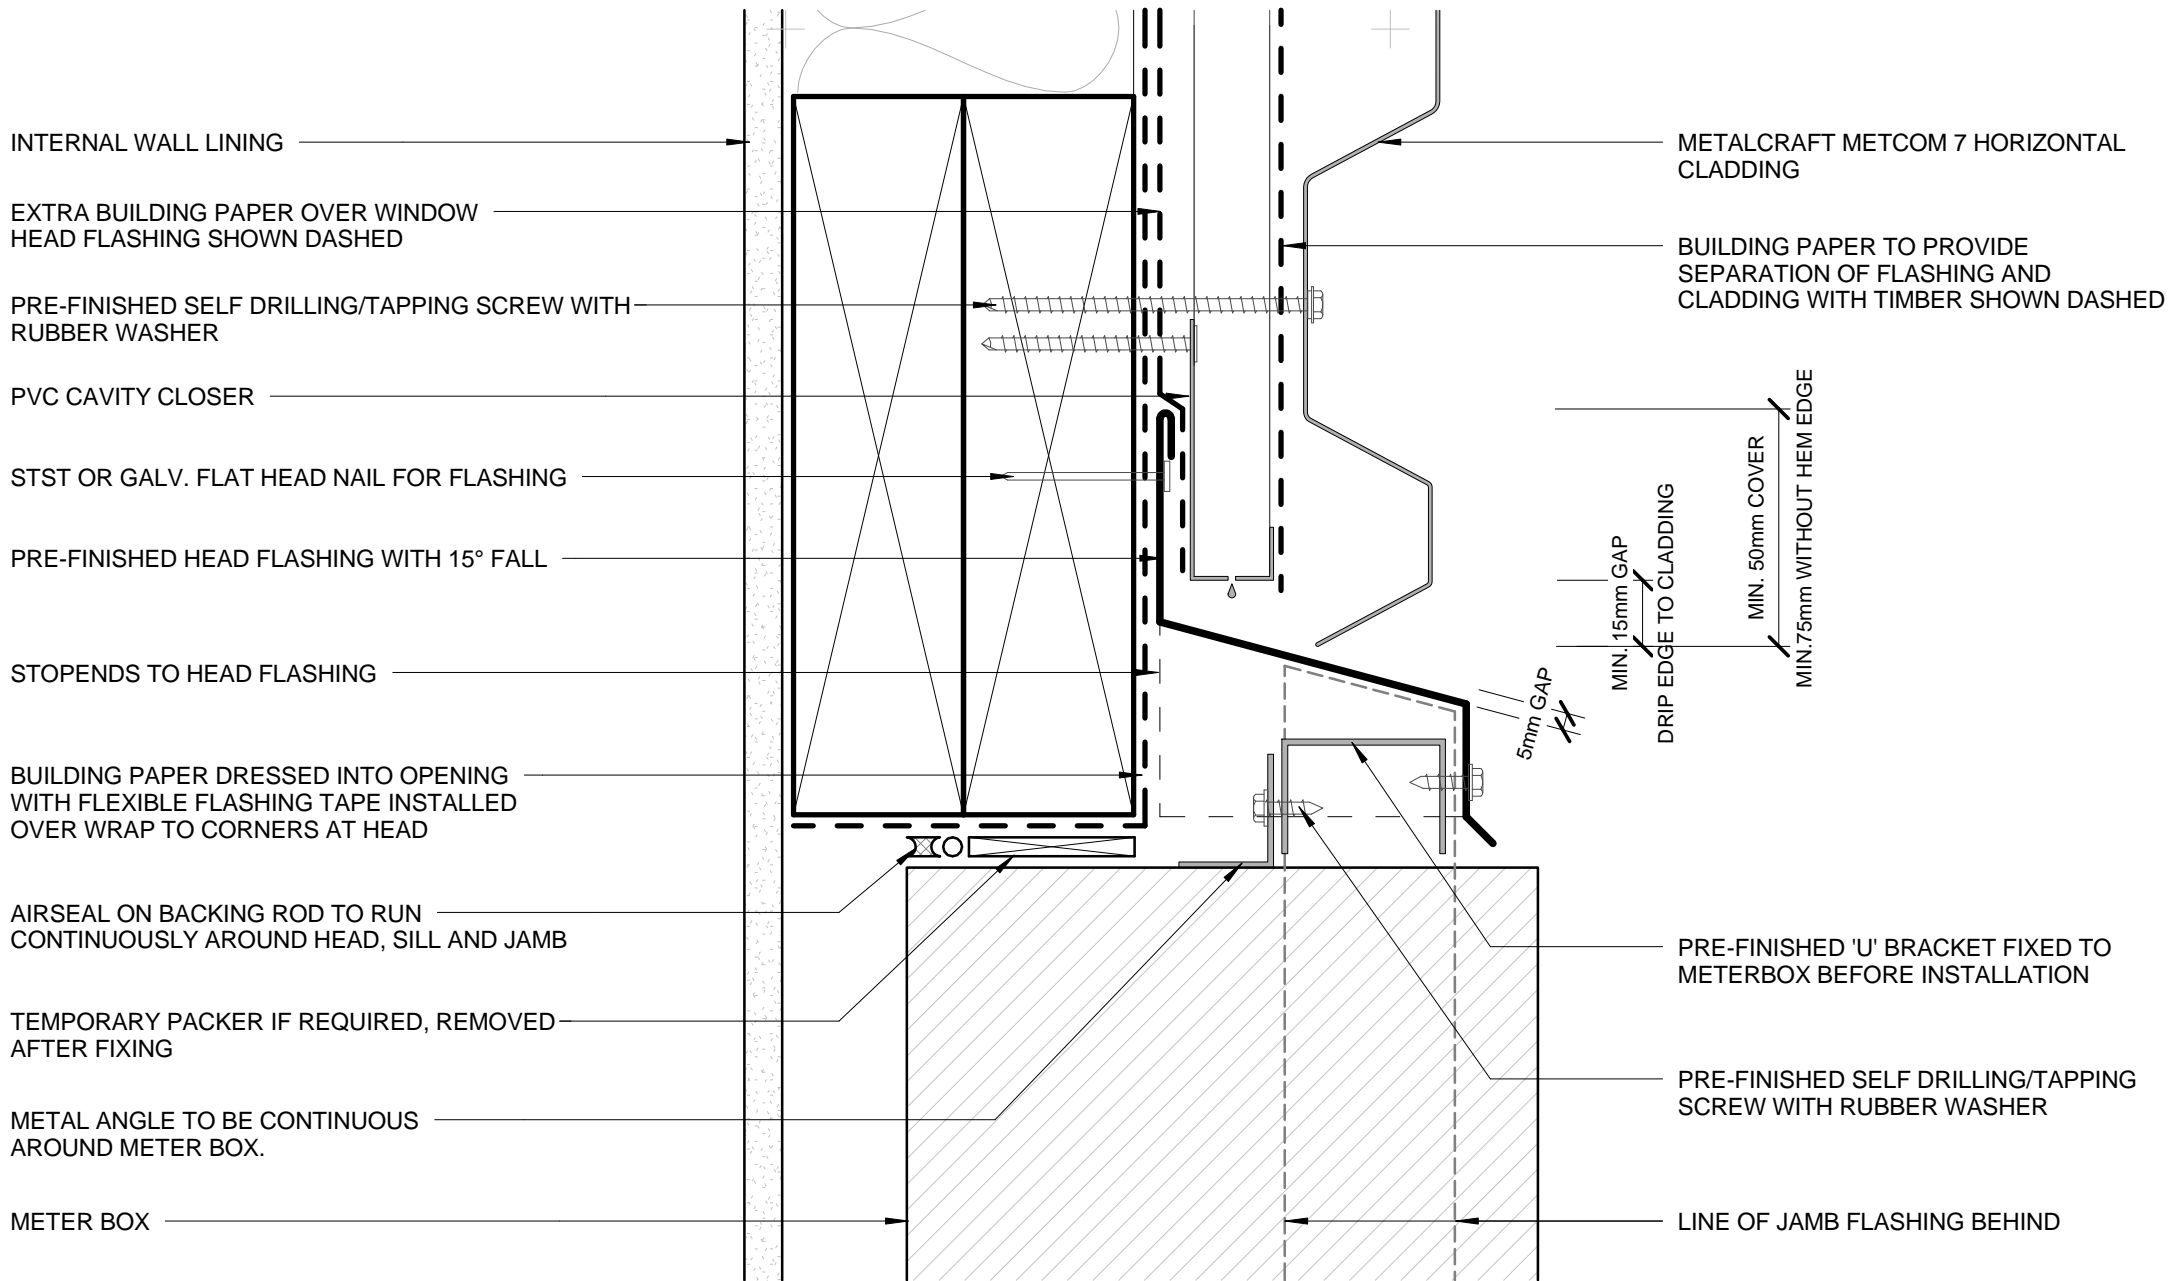 INTERNAL WALL LINING
EXTRA BUILDING PAPER OVER WINDOW
HEAD FLASHING SHOWN DASHED
PRE-FINISHED SELF DRILLING/TAPPING SCREW WITH
RUBBER WASHER
PVC CAVITY CLOSER
STST OR GALV. FLAT HEAD NAIL FOR FLASHING
PRE-FINISHED HEAD FLASHING WITH 15° FALL
STOPENDS TO HEAD FLASHING
BUILDING PAPER DRESSED INTO OPENING
WITH FLEXIBLE FLASHING TAPE INSTALLED
OVER WRAP TO CORNERS AT HEAD
AIRSEAL ON BACKING ROD TO RUN
CONTINUOUSLY AROUND HEAD, SILL AND JAMB
TEMPORARY PACKER IF REQUIRED, REMOVED
AFTER FIXING
METAL ANGLE TO BE CONTINUOUS
AROUND METER BOX.
METER BOX
METALCRAFT METCOM 7 HORIZONTAL
CLADDING
BUILDING PAPER TO PROVIDE
SEPARATION OF FLASHING AND
CLADDING WITH TIMBER SHOWN DASHED
5mm GAP
MIN. 15mm GAP
DRIP EDGE TO CLADDING
MIN. 50mm COVER
MIN.75mm WITHOUT HEM EDGE
PRE-FINISHED 'U' BRACKET FIXED TO
METERBOX BEFORE INSTALLATION
PRE-FINISHED SELF DRILLING/TAPPING
SCREW WITH RUBBER WASHER
LINE OF JAMB FLASHING BEHIND